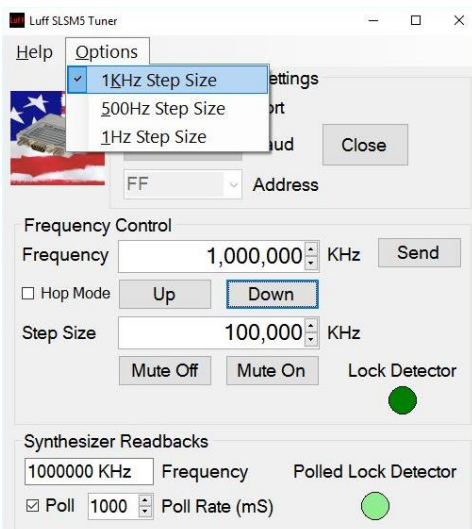 Luff SLSM5 Tuner
Help Options
1KHz Step Size
500Hz Step Size
1Hz Step Size
ettings
ort
aud Close
FF Address
Frequency Control
Frequency 1,000,000 KHz Send
Hop Mode Up Down
Step Size 100,000 KHz
Mute Off Mute On Lock Detector
Synthesizer Readbacks
1000000 KHz Frequency Polled Lock Detector
Poll 1000 Poll Rate (mS)